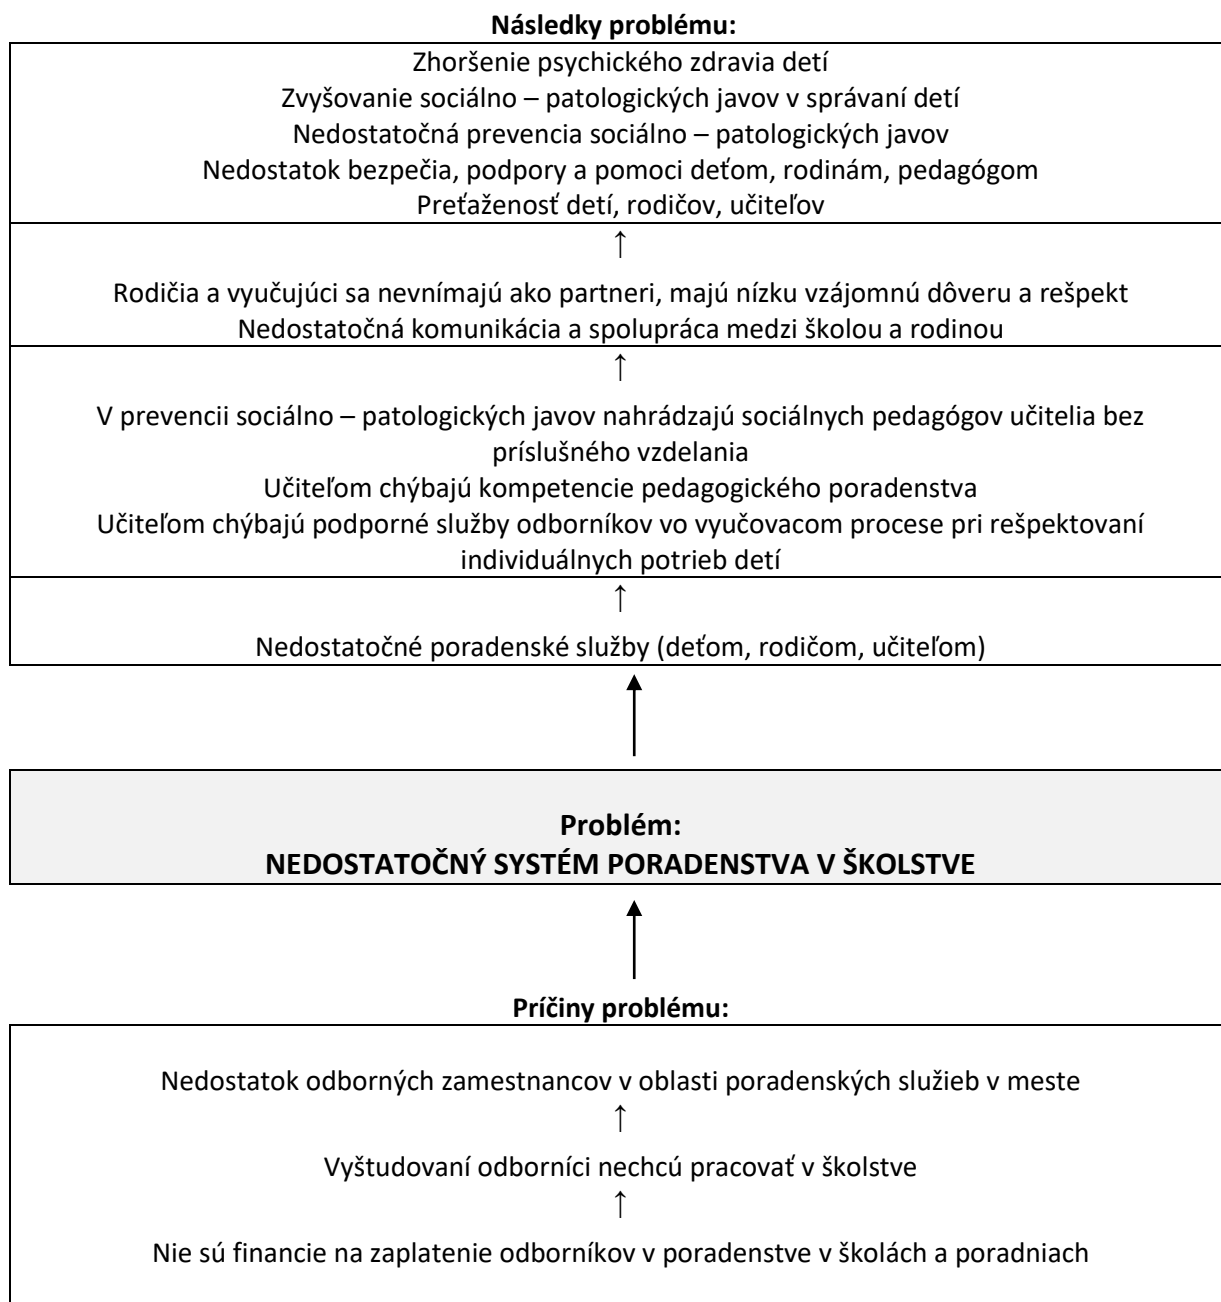 Následky problému:
Zhoršenie psychického zdravia detí
Zvyšovanie sociálno – patologických javov v správaní detí
Nedostatočná prevencia sociálno – patologických javov
Nedostatok bezpečia, podpory a pomoci deťom, rodinám, pedagógom
Preťaženosť detí, rodičov, učiteľov
↑
Rodičia a vyučujúci sa nevnímajú ako partneri, majú nízku vzájomnú dôveru a rešpekt
Nedostatočná komunikácia a spolupráca medzi školou a rodinou
↑
V prevencii sociálno – patologických javov nahrádzajú sociálnych pedagógov učitelia bez
príslušného vzdelania
Učiteľom chýbajú kompetencie pedagogického poradenstva
Učiteľom chýbajú podporné služby odborníkov vo vyučovacom procese pri rešpektovaní
individuálnych potrieb detí
↑
Nedostatočné poradenské služby (deťom, rodičom, učiteľom)
Problém:
NEDOSTATOČNÝ SYSTÉM PORADENSTVA V ŠKOLSTVE
Príčiny problému:
Nedostatok odborných zamestnancov v oblasti poradenských služieb v meste
↑
Vyštudovaní odborníci nechcú pracovať v školstve
↑
Nie sú financie na zaplatenie odborníkov v poradenstve v školách a poradniach